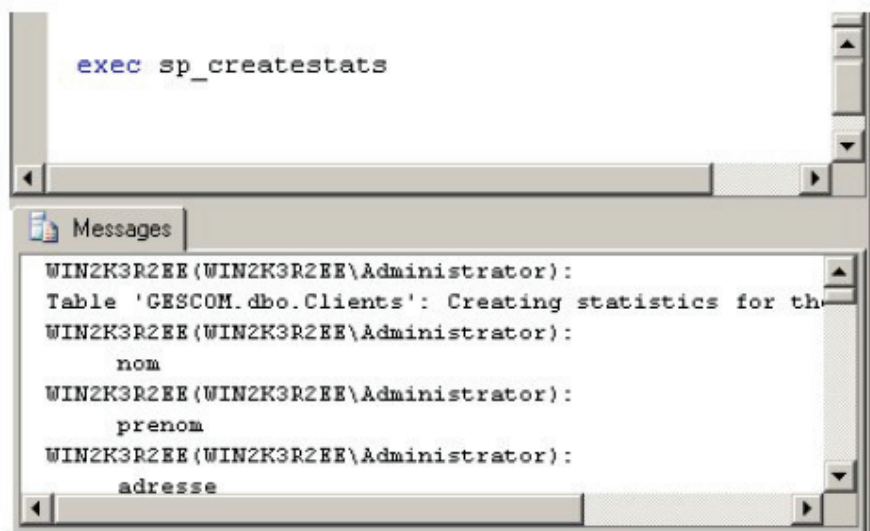 exec sp_createstats
Messages
WIN2K3R2EE(WIN2K3R2EE\Administrator):
Table 'GESCOM.dbo.Clients': Creating statistics for the
WIN2K3R2EE(WIN2K3R2EE\Administrator):
nom
WIN2K3R2EE(WIN2K3R2EE\Administrator):
prenom
WIN2K3R2EE(WIN2K3R2EE\Administrator):
adresse